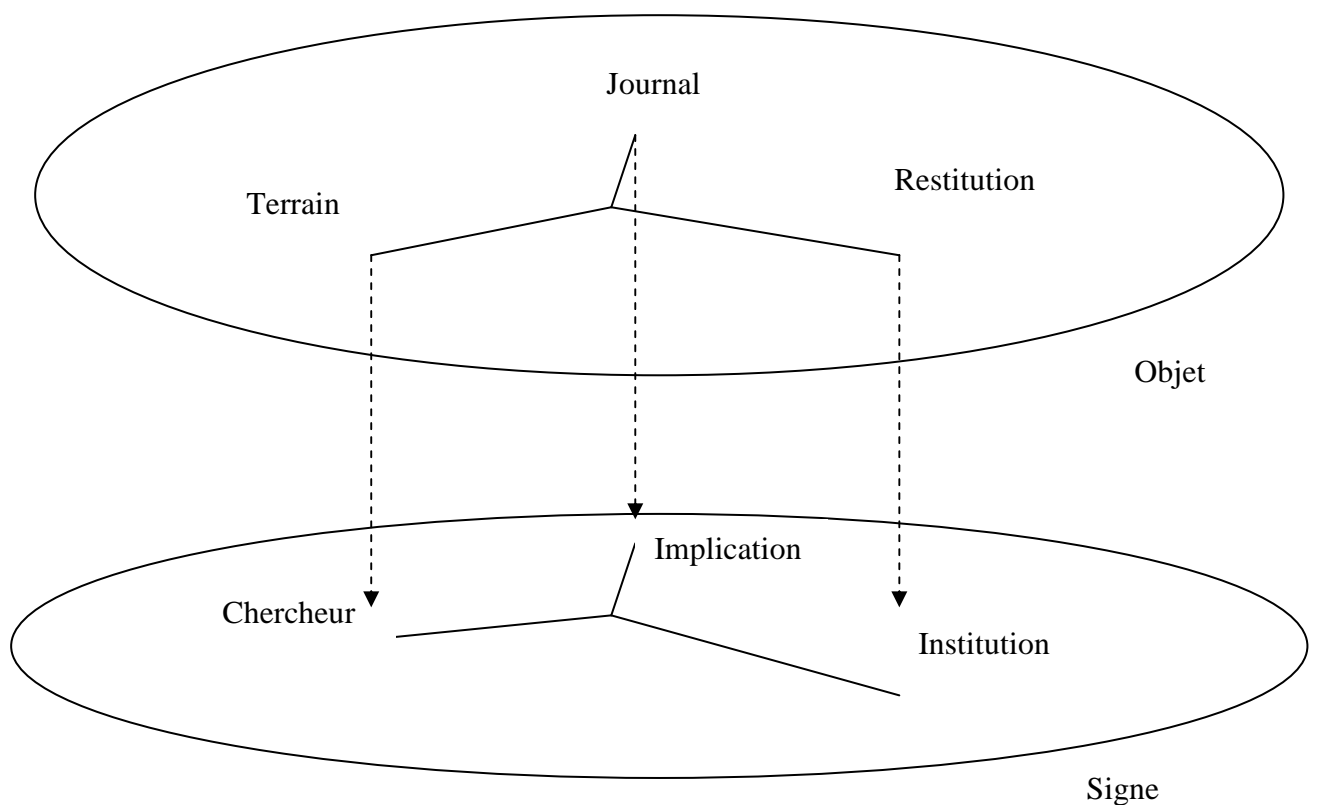 Journal
Restitution
Terrain
Objet
Implication
Chercheur
Institution
Signe